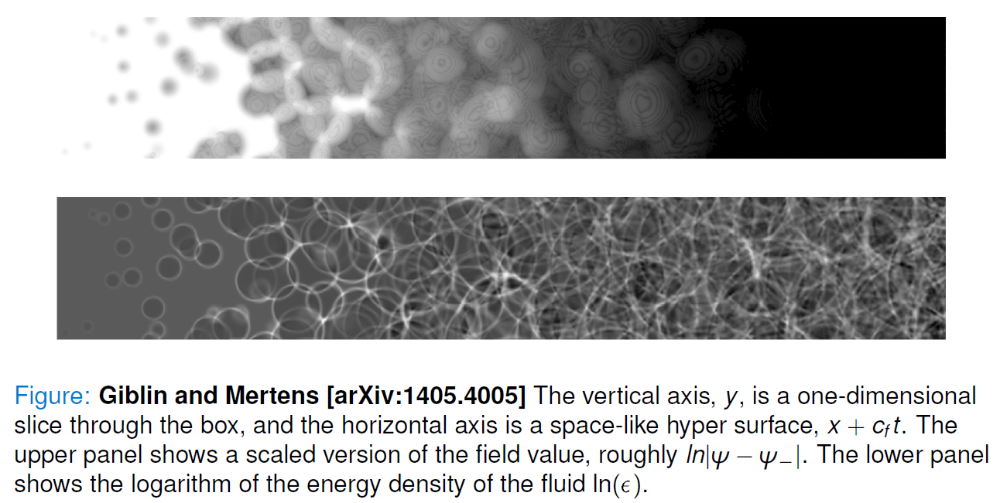 Figure: Giblin and Mertens [arXiv:1405.4005] The vertical axis, y, is a one-dimensional
slice through the box, and the horizontal axis is a space-like hyper surface, x + c_f t. The
upper panel shows a scaled version of the field value, roughly ln|ψ − ψ₋|. The lower panel
shows the logarithm of the energy density of the fluid ln(ϵ).